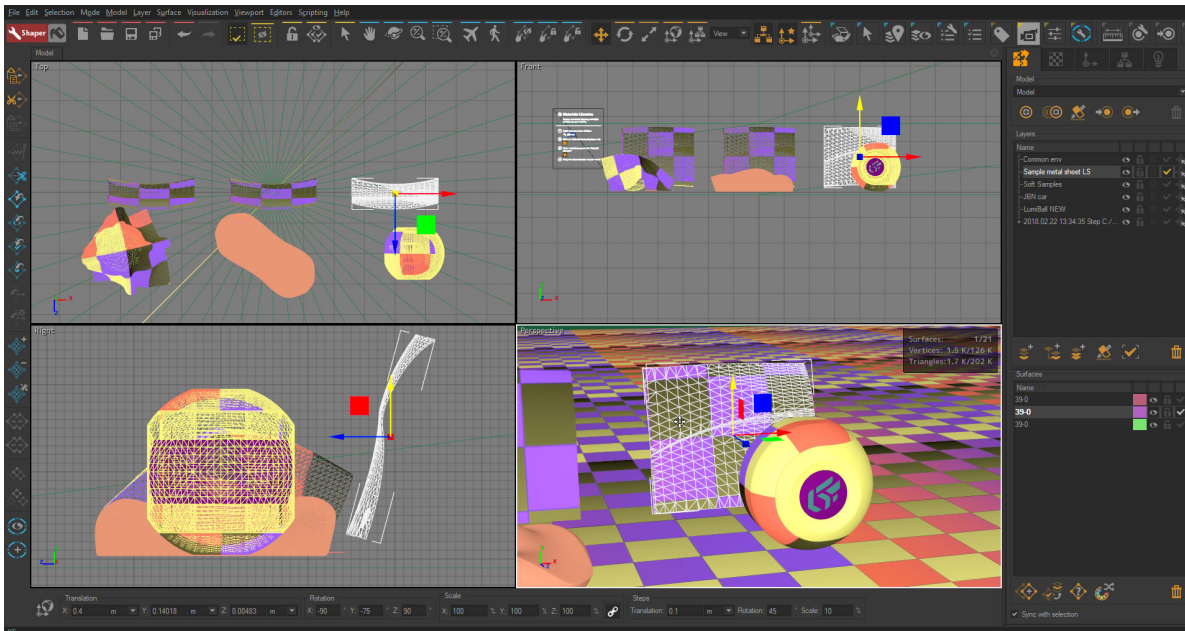 File Edit Selection Mode Model Layer Surface Visualization Viewport Editors Scripting Help
Shaper
View
Model
Top
Front
Materials Libraries
Right
Perspective
Surfaces: 1/21
Vertices: 1.5 K/126 K
Triangles: 1.7 K/202 K
Model
Model
Layers
Name
Common env
Sample metal sheet LS
Soft Samples
JBN car
LumiBall NEW
2018.02.22 13:34:35 Step C:/...
Surfaces
Name
39-0
39-0
39-0
Sync with selection
Translation Rotation Scale Steps
X: 0.4 m Y: 0.14018 m Z: 0.00483 m X: -90 ° Y: -75 ° Z: 90 ° X: 100 % Y: 100 % Z: 100 % Translation: 0.1 m Rotation: 45 ° Scale: 10 %